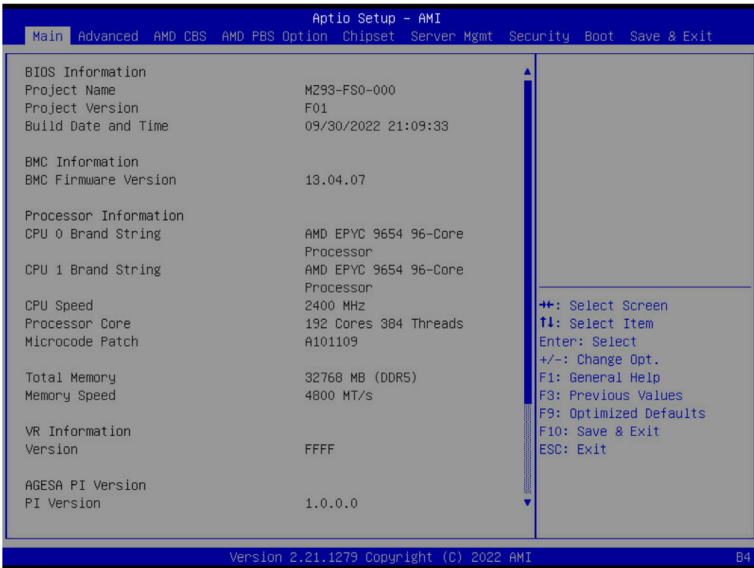 Aptio Setup - AMI
Main Advanced AMD CBS AMD PBS Option Chipset Server Mgmt Security Boot Save & Exit
BIOS Information
Project Name MZ93-FS0-000
Project Version F01
Build Date and Time 09/30/2022 21:09:33
BMC Information
BMC Firmware Version 13.04.07
Processor Information
CPU 0 Brand String AMD EPYC 9654 96-Core
Processor
CPU 1 Brand String AMD EPYC 9654 96-Core
Processor
CPU Speed 2400 MHz
Processor Core 192 Cores 384 Threads
Microcode Patch A101109
Total Memory 32768 MB (DDR5)
Memory Speed 4800 MT/s
VR Information
Version FFFF
AGESA PI Version
PI Version 1.0.0.0
→←: Select Screen
↑↓: Select Item
Enter: Select
+/-: Change Opt.
F1: General Help
F3: Previous Values
F9: Optimized Defaults
F10: Save & Exit
ESC: Exit
Version 2.21.1279 Copyright (C) 2022 AMI
B4